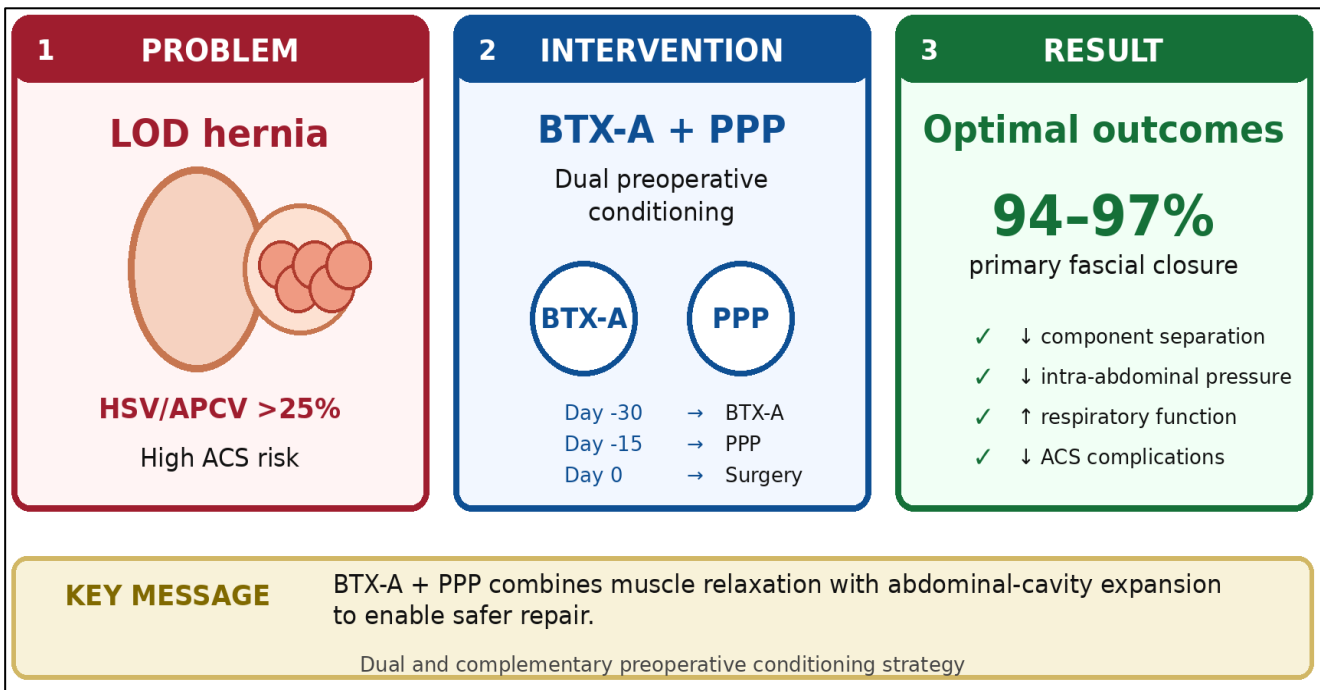 1 PROBLEM
LOD hernia
HSV/APCV >25%
High ACS risk
2 INTERVENTION
BTX-A + PPP
Dual preoperative
conditioning
BTX-A PPP
Day -30 → BTX-A
Day -15 → PPP
Day 0 → Surgery
3 RESULT
Optimal outcomes
94–97%
primary fascial closure
✓ ↓ component separation
✓ ↓ intra-abdominal pressure
✓ ↑ respiratory function
✓ ↓ ACS complications
KEY MESSAGE
BTX-A + PPP combines muscle relaxation with abdominal-cavity expansion
to enable safer repair.
Dual and complementary preoperative conditioning strategy